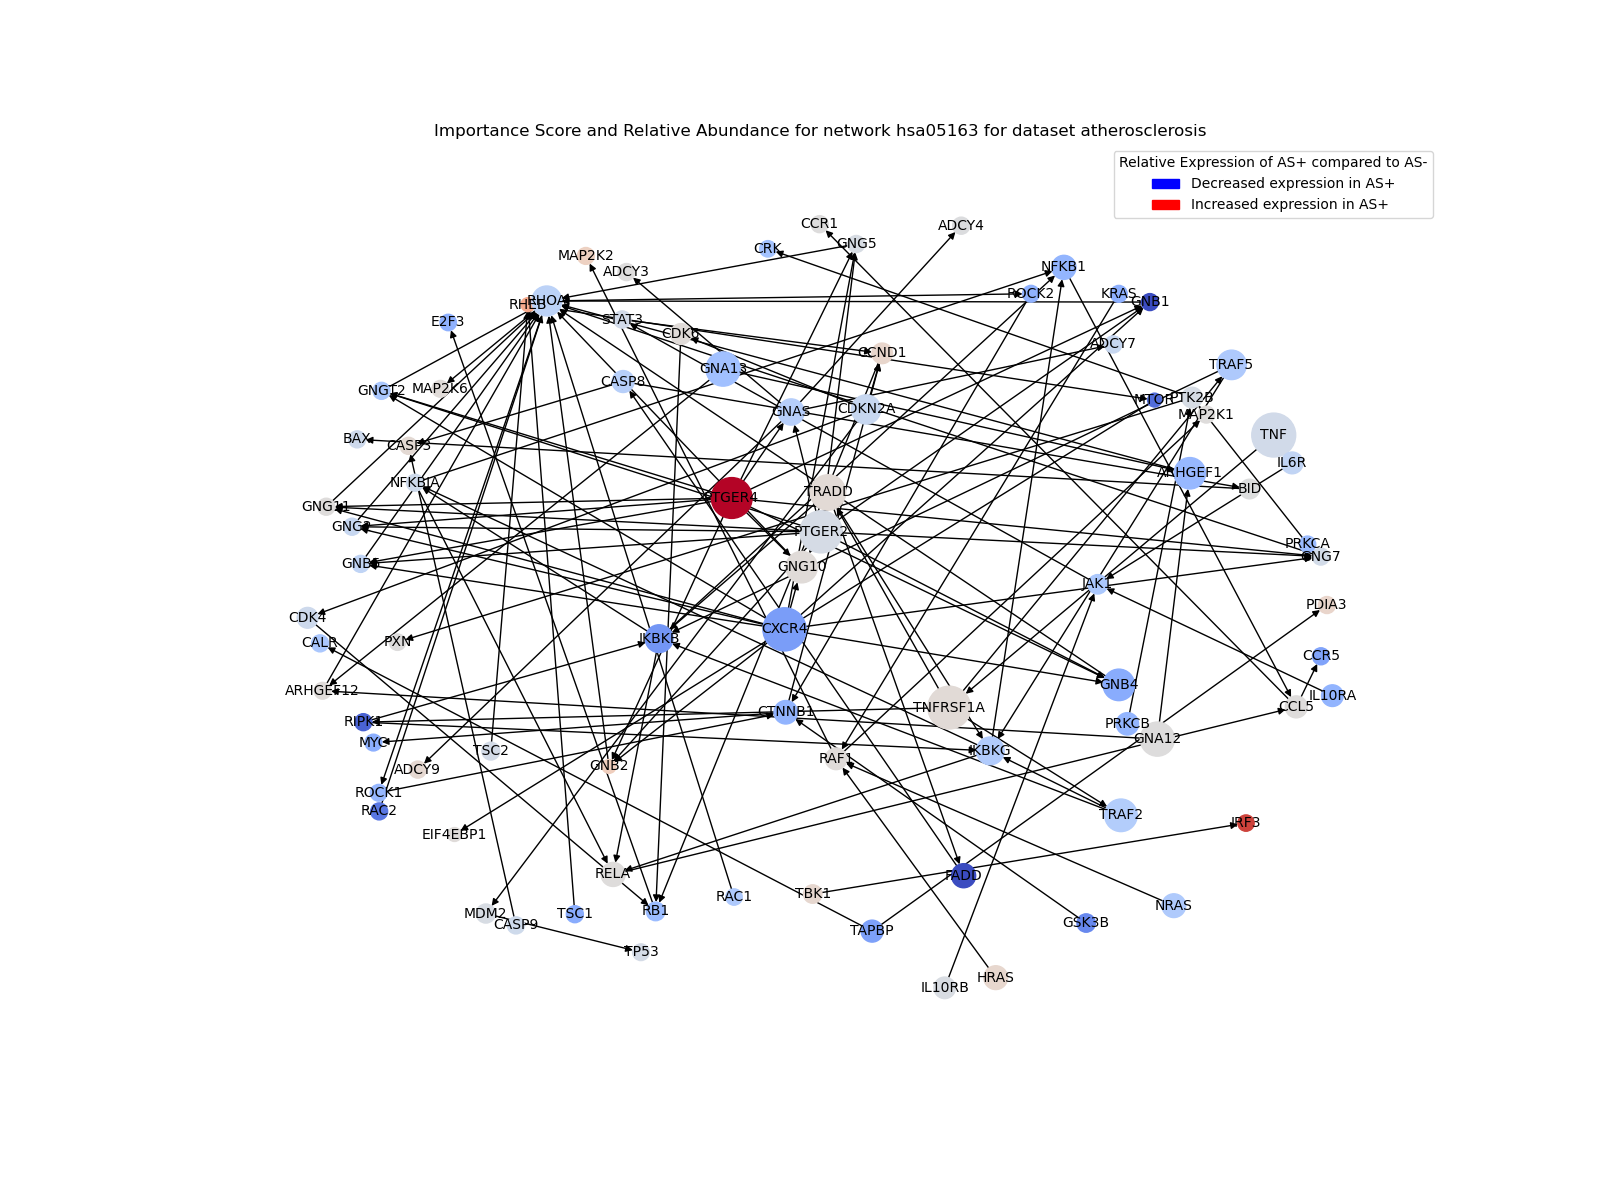 Importance Score and Relative Abundance for network hsa05163 for dataset atherosclerosis
Relative Expression of AS+ compared to AS-
Decreased expression in AS+
Increased expression in AS+
CCR1
ADCY4
GNG5
CRK
MAP2K2
ADCY3
NFKB1
ROCK2
KRAS
GNB1
RHEB
RHOA
E2F3
STAT3
CDK6
ADCY7
CCND1
TRAF5
GNA13
CASP8
GNGT2
MAP2K6
MTOR
PTK2B
MAP2K1
GNAS
CDKN2A
TNF
BAX
CASP3
IL6R
ARHGEF1
NFKBIA
BID
TRADD
PTGER4
GNG11
GNG2
PTGER2
PRKCA
GNG7
GNB5
GNG10
JAK1
PDIA3
CDK4
CXCR4
CALR
PXN
IKBKB
CCR5
GNB4
ARHGEF12
IL10RA
TNFRSF1A
CCL5
CTNNB1
RIPK1
PRKCB
GNA12
MYC
TSC2
IKBKG
RAF1
GNB2
ADCY9
ROCK1
RAC2
TRAF2
IRF3
EIF4EBP1
RELA
FADD
TBK1
RAC1
NRAS
RB1
TSC1
MDM2
CASP9
GSK3B
TAPBP
TP53
HRAS
IL10RB